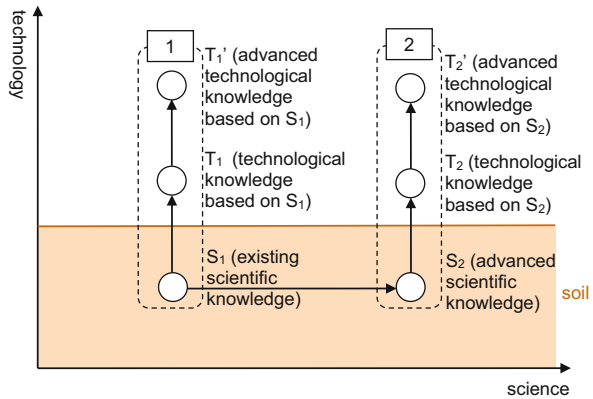 technology
1
T₁’ (advanced
technological
knowledge
based on S₁)
T₁ (technological
knowledge
based on S₁)
S₁ (existing
scientific
knowledge)
2
T₂’ (advanced
technological
knowledge
based on S₂)
T₂ (technological
knowledge
based on S₂)
S₂ (advanced
scientific
knowledge)
soil
science